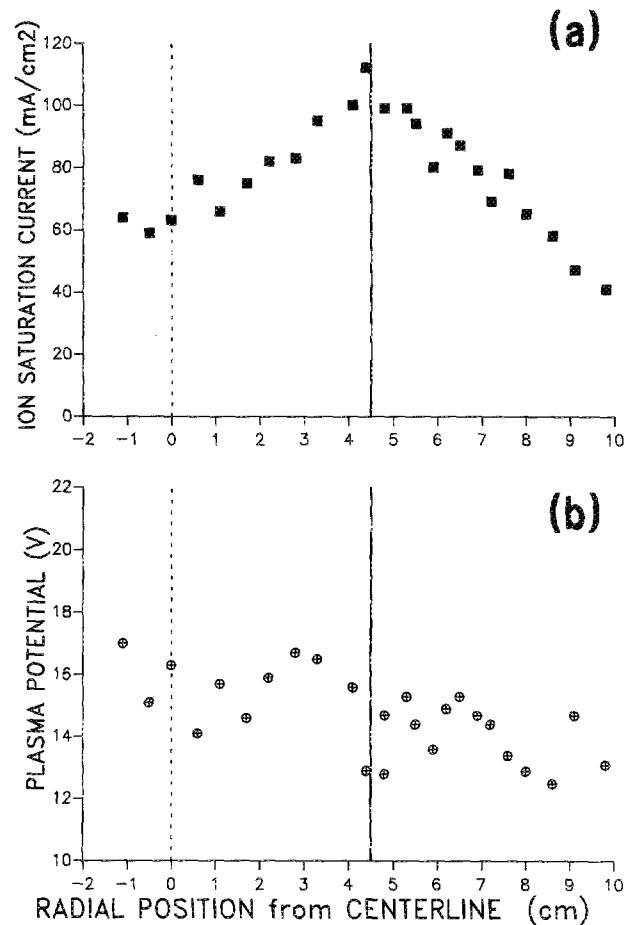 (a)
ION SATURATION CURRENT (mA/cm2)
120
100
80
60
40
20
0
−2 −1 0 1 2 3 4 5 6 7 8 9 10
(b)
PLASMA POTENTIAL (V)
22
20
18
16
14
12
10
−2 −1 0 1 2 3 4 5 6 7 8 9 10
RADIAL POSITION from CENTERLINE (cm)